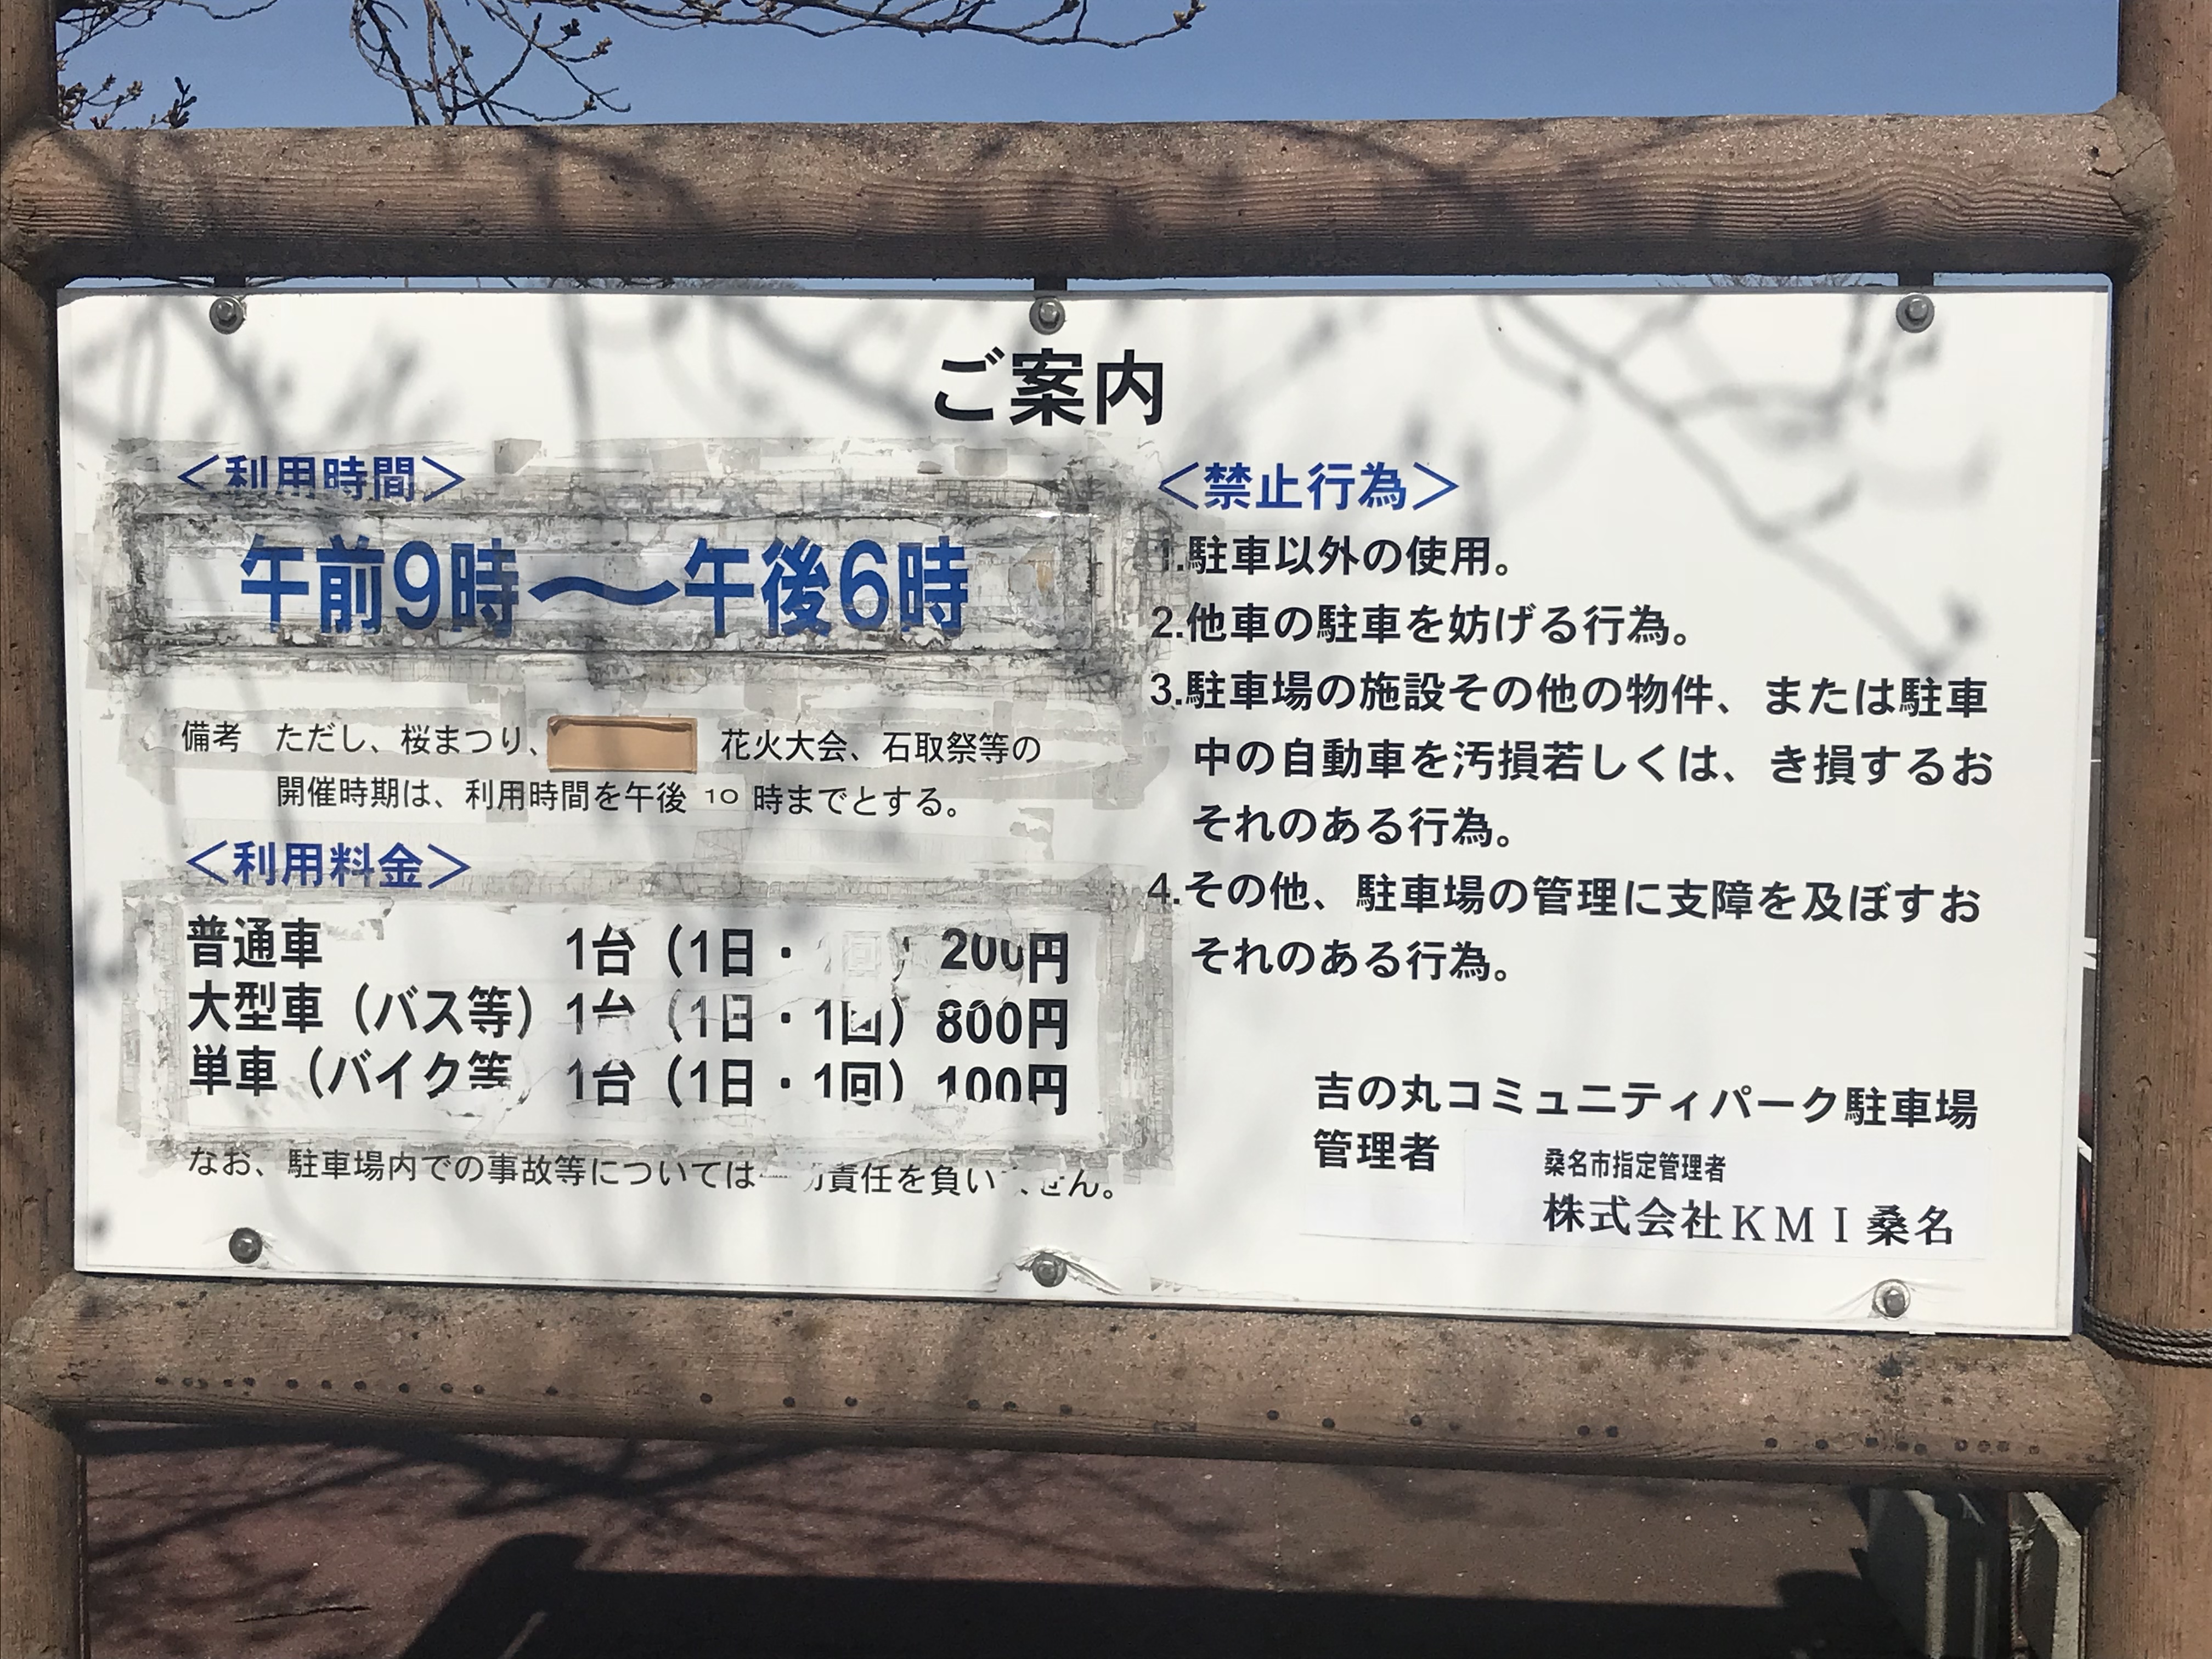 ご案内
<利用時間>
午前9時〜午後6時
備考 ただし、桜まつり、 花火大会、石取祭等の
開催時期は、利用時間を午後 10 時までとする。
<利用料金>
普通車 1台(1日・ 回) 200円
大型車(バス等) 1台(1日・1回) 800円
単車(バイク等 1台(1日・1回) 100円
なお、駐車場内での事故等については一切責任を負いません。
<禁止行為>
1.駐車以外の使用。
2.他車の駐車を妨げる行為。
3.駐車場の施設その他の物件、または駐車
中の自動車を汚損若しくは、き損するお
それのある行為。
4.その他、駐車場の管理に支障を及ぼすお
それのある行為。
吉の丸コミュニティパーク駐車場
管理者 桑名市指定管理者
株式会社KMI桑名